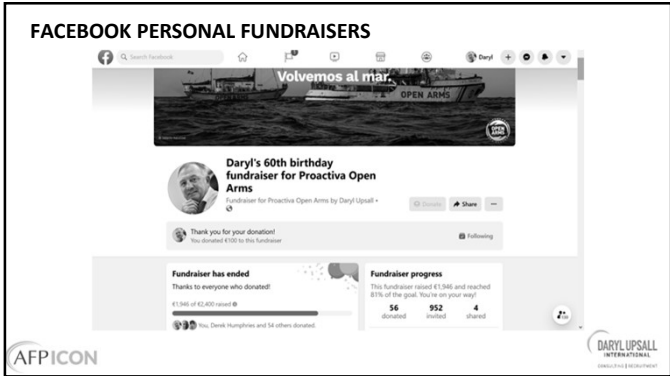 FACEBOOK PERSONAL FUNDRAISERS
Search Facebook
Daryl
Volvemos al mar.
OPEN ARMS
OPEN
ARMS
Daryl's 60th birthday
fundraiser for Proactiva Open
Arms
Fundraiser for Proactiva Open Arms by Daryl Upsall •
Donate
Share
Thank you for your donation!
You donated €100 to this fundraiser
Following
Fundraiser has ended
Thanks to everyone who donated!
€1,946 of €2,400 raised
You, Derek Humphries and 54 others donated.
Fundraiser progress
This fundraiser raised €1,946 and reached
81% of the goal. You're on your way!
56 952 4
donated invited shared
AFPICON
DARYL UPSALL
INTERNATIONAL
CONSULTING | RECRUITMENT